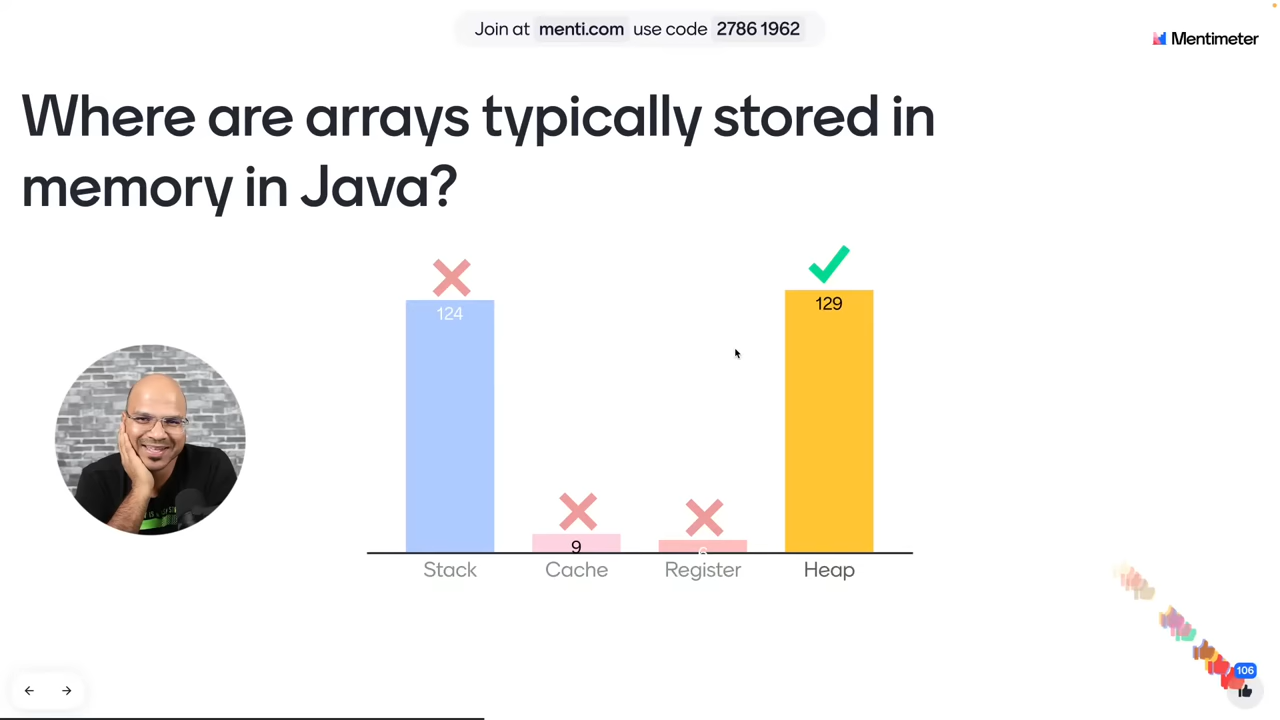 Join at menti.com use code 2786 1962
Mentimeter
Where are arrays typically stored in
memory in Java?
124
129
9
6
Stack Cache Register Heap
106